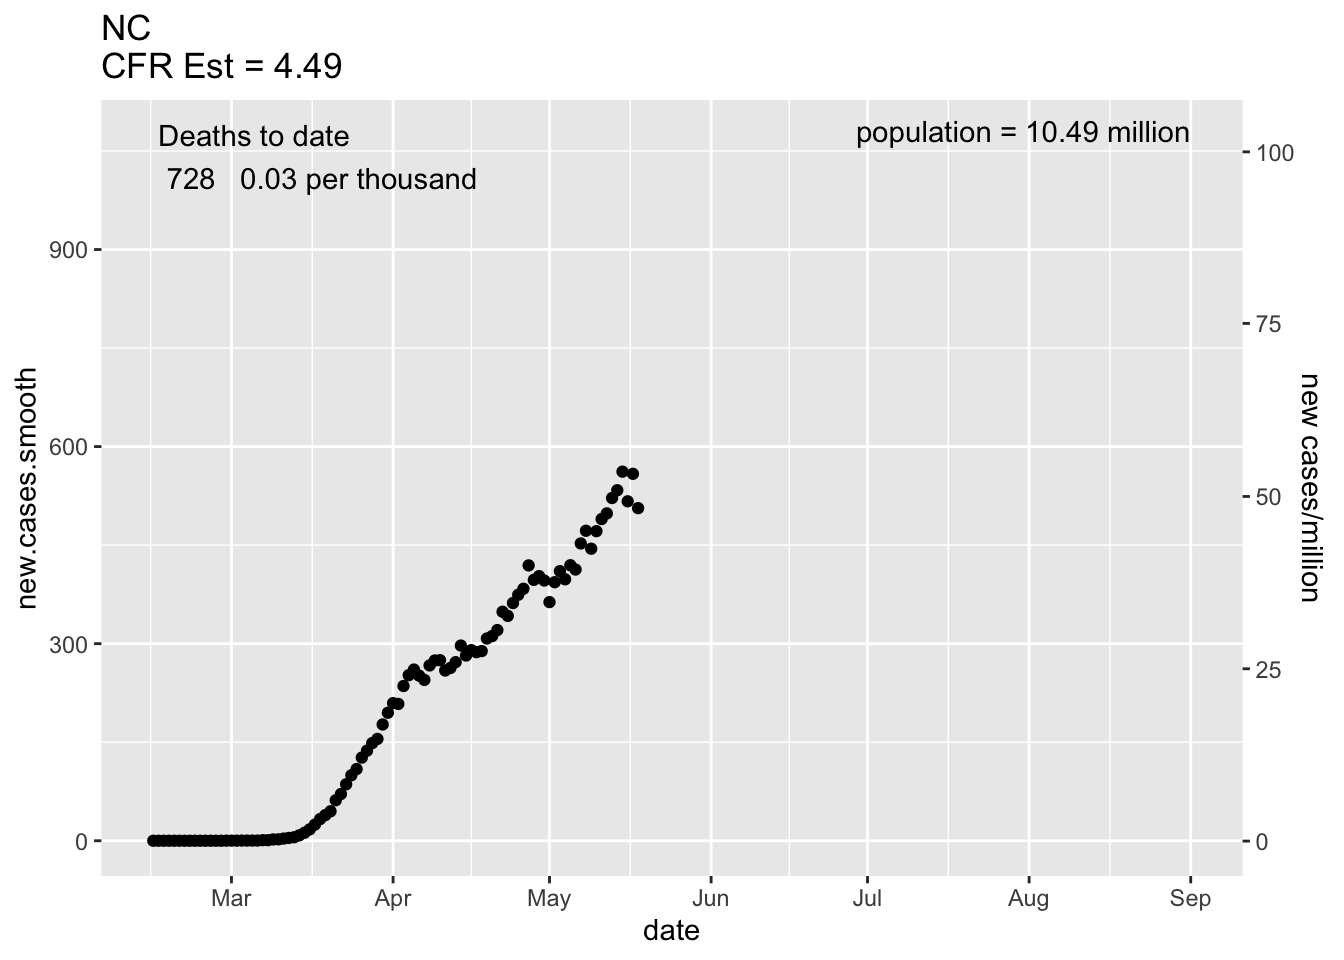 NC
CFR Est = 4.49
Deaths to date
728 0.03 per thousand
population = 10.49 million
900
600
300
0
new.cases.smooth
100
75
50
25
0
new cases/million
Mar Apr May Jun Jul Aug Sep
date